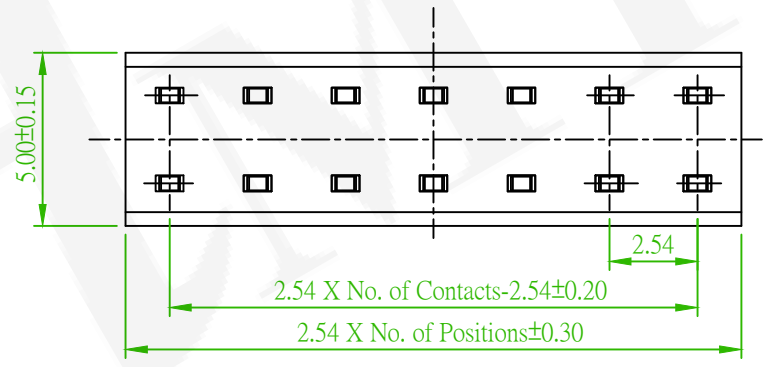 5.00±0.15
2.54
2.54 X No. of Contacts-2.54±0.20
2.54 X No. of Positions±0.30